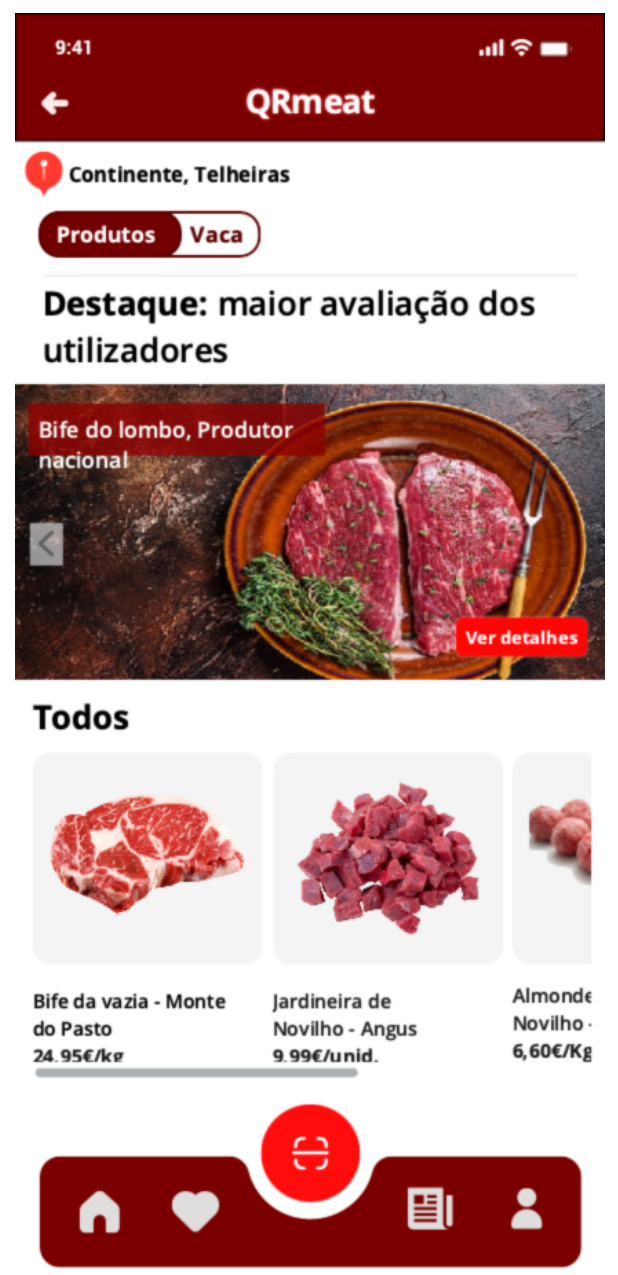 9:41
QRmeat
Continente, Telheiras
Produtos
Vaca
Destaque: maior avaliação dos
utilizadores
Bife do lombo, Produtor
nacional
Ver detalhes
Todos
Bife da vazia - Monte
do Pasto
24,95€/kg
Jardineira de
Novilho - Angus
9,99€/unid.
Almonde
Novilho -
6,60€/Kg